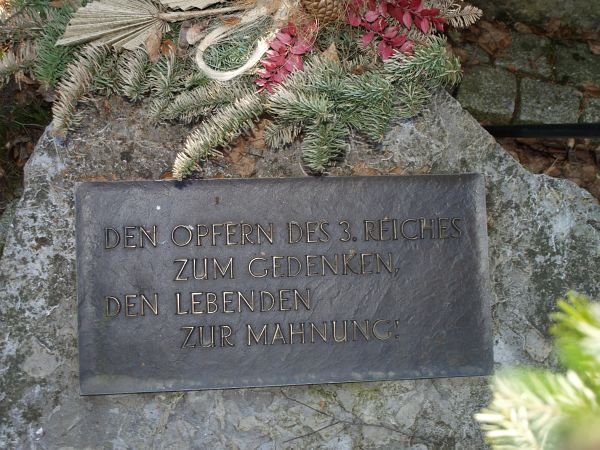 DEN OPFERN DES 3. REICHES
ZUM GEDENKEN,
DEN LEBENDEN
ZUR MAHNUNG!